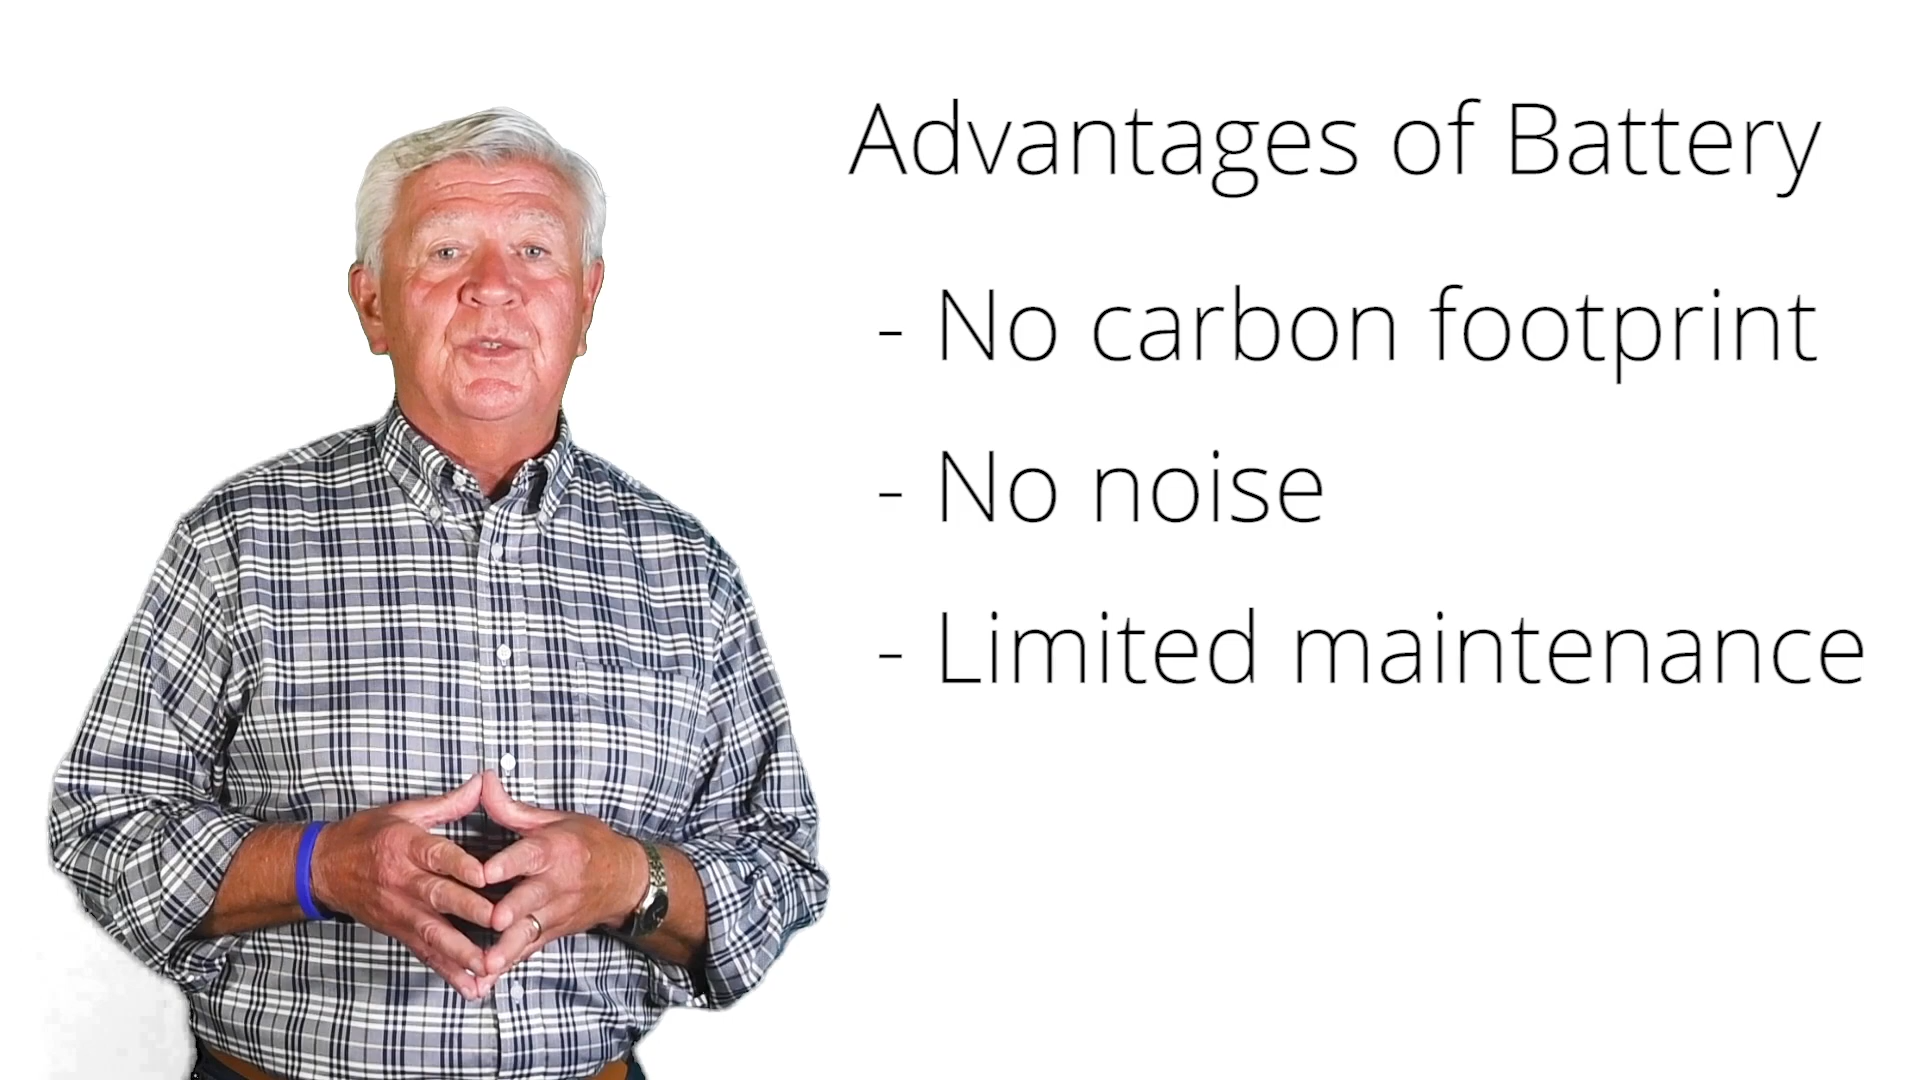 Advantages of Battery
- No carbon footprint
- No noise
- Limited maintenance